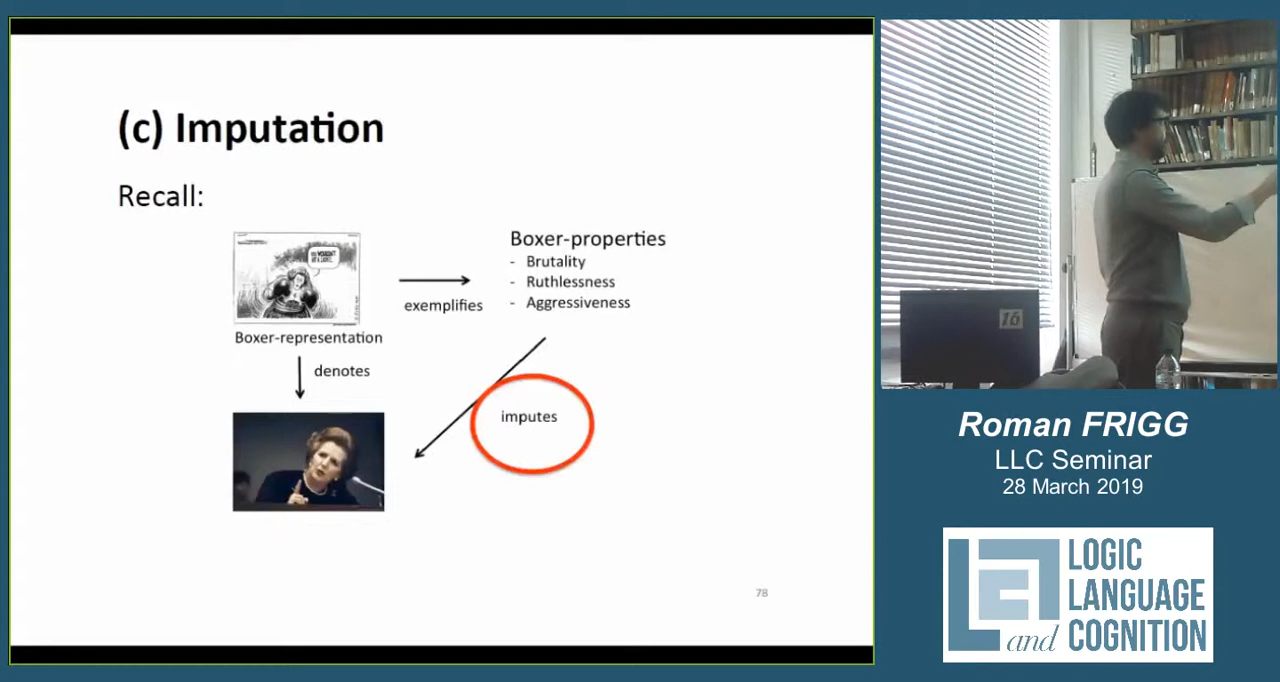 (c) Imputation
Recall:
Boxer-properties
- Brutality
- Ruthlessness
- Aggressiveness
exemplifies
Boxer-representation
denotes
imputes
78
16
Roman FRIGG
LLC Seminar
28 March 2019
LOGIC
LANGUAGE
and COGNITION